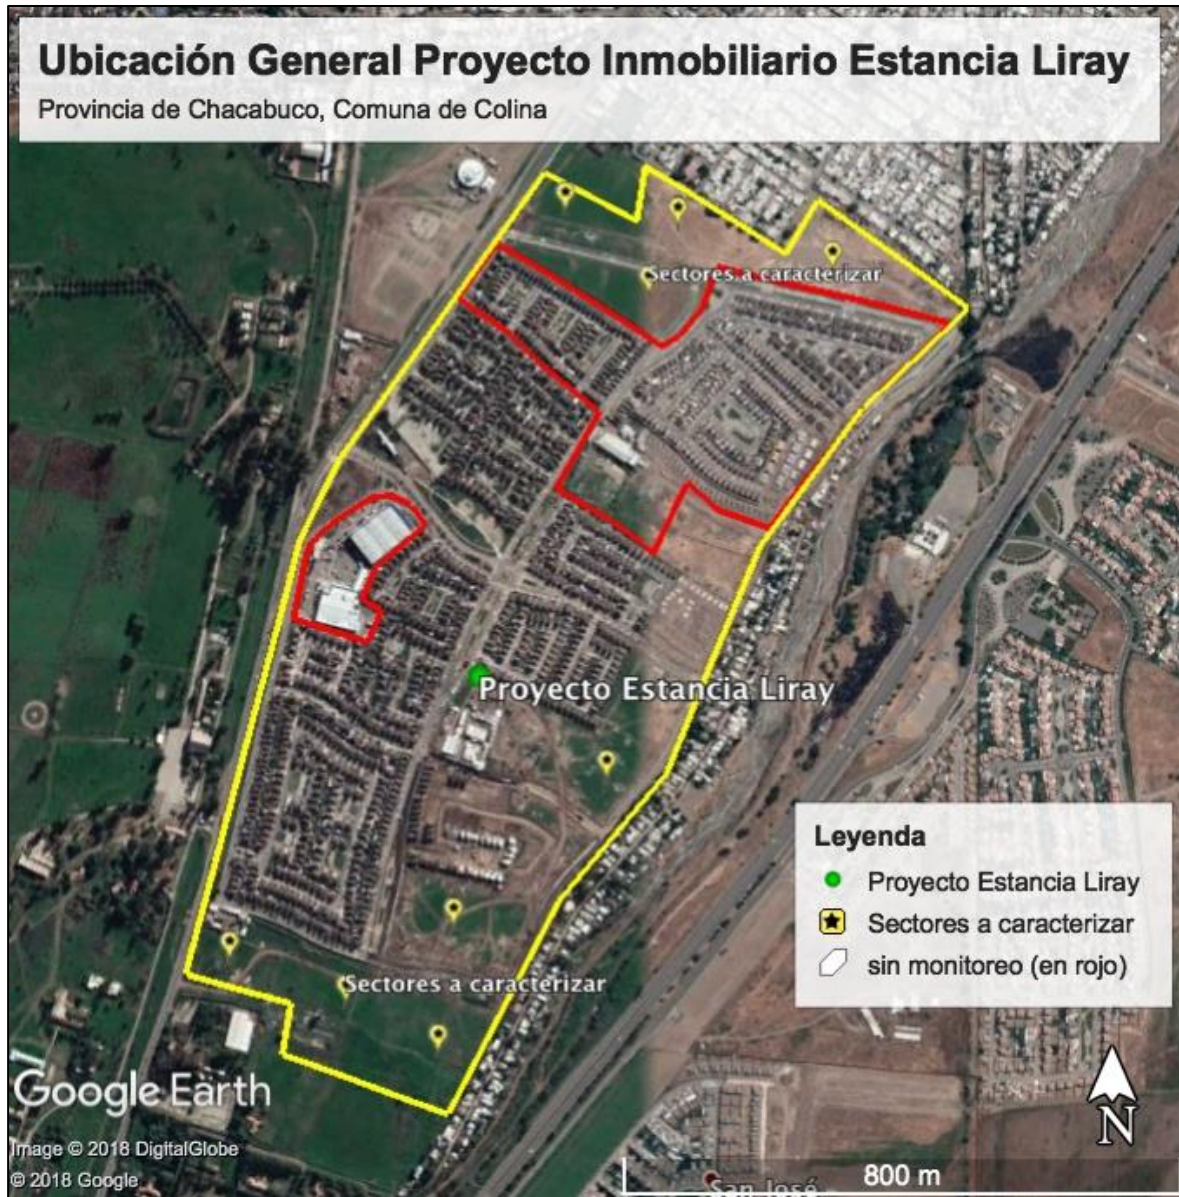 Ubicación General Proyecto Inmobiliario Estancia Liray
Provincia de Chacabuco, Comuna de Colina
Sectores a caracterizar
Proyecto Estancia Liray
Leyenda
Proyecto Estancia Liray
Sectores a caracterizar
sin monitoreo (en rojo)
Sectores a caracterizar
Google Earth
N
Image © 2018 DigitalGlobe
© 2018 Google
800 m
San José